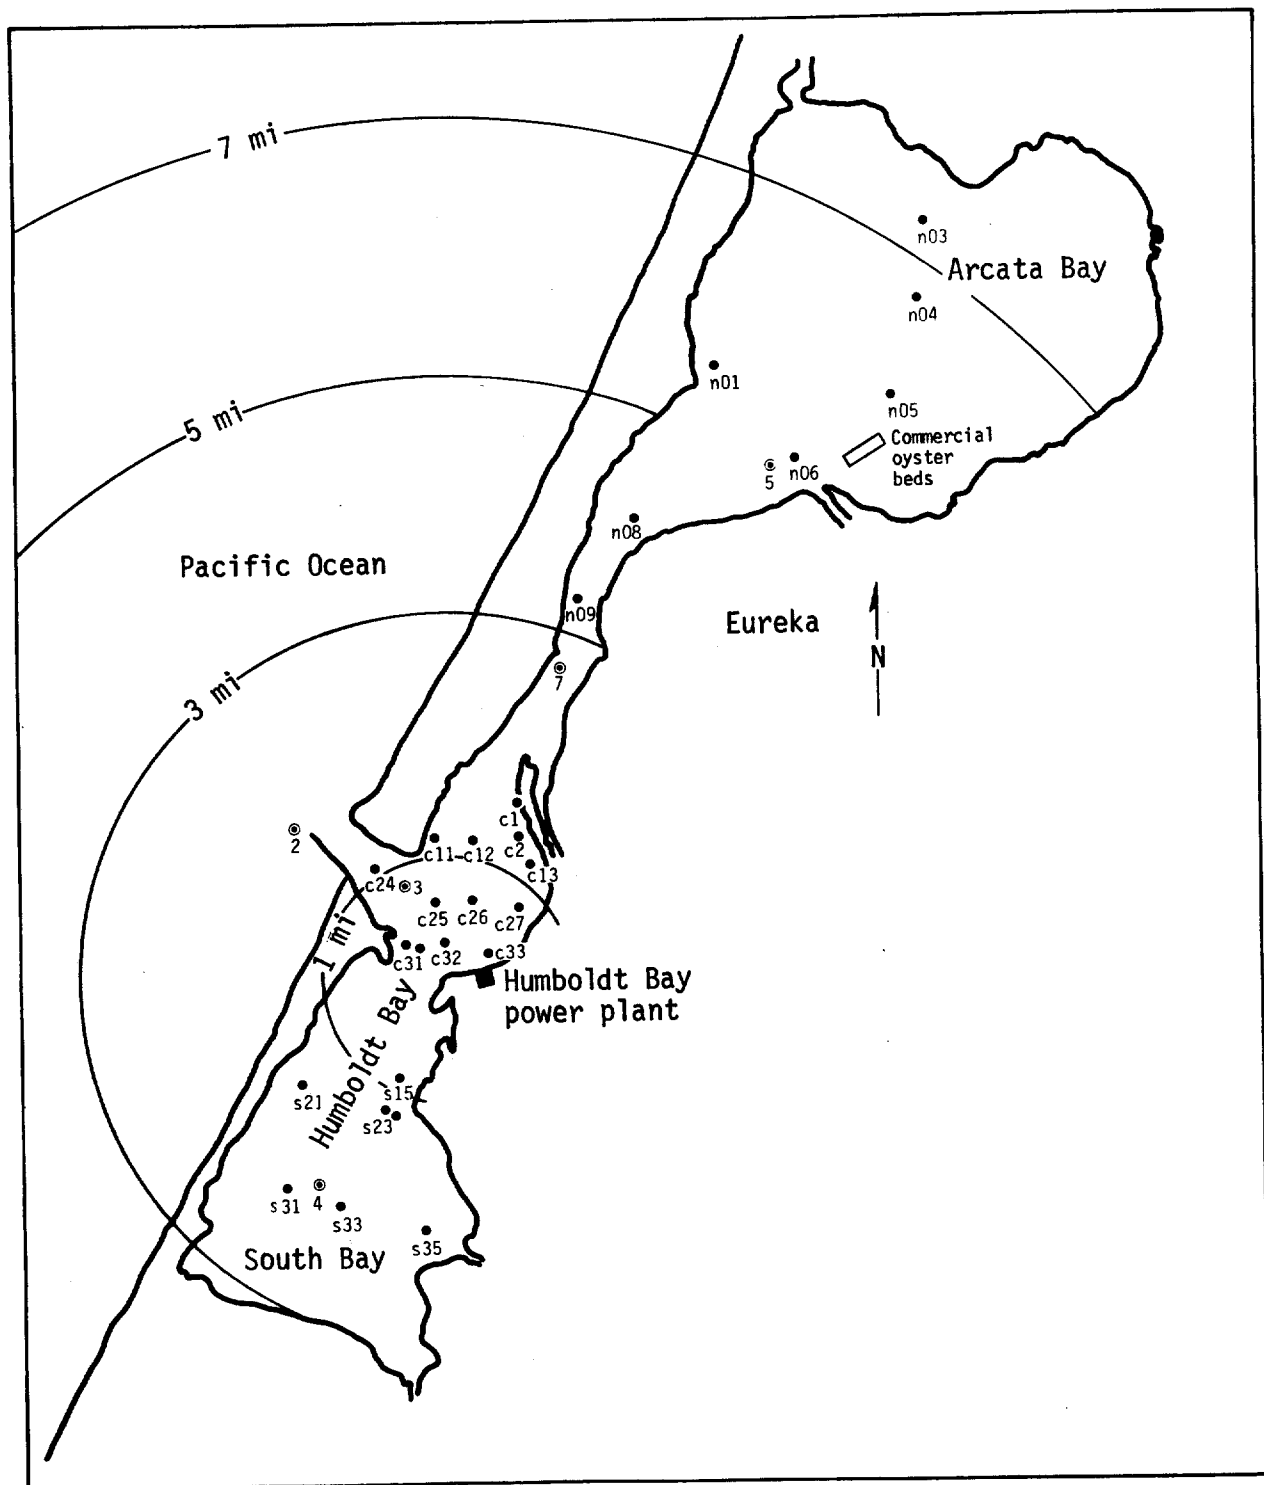 7 mi
n03
Arcata Bay
n04
n01
5 mi
n05
Commercial
oyster
beds
n06
5
n08
Pacific Ocean
n09
Eureka
N
7
3 mi
c1
2
c2
c11
c12
c13
c24
3
c25
c26
c27
1 mi
c31
c32
c33
Humboldt Bay
power plant
Humboldt Bay
s21
s15
s23
s31
4
s33
s35
South Bay